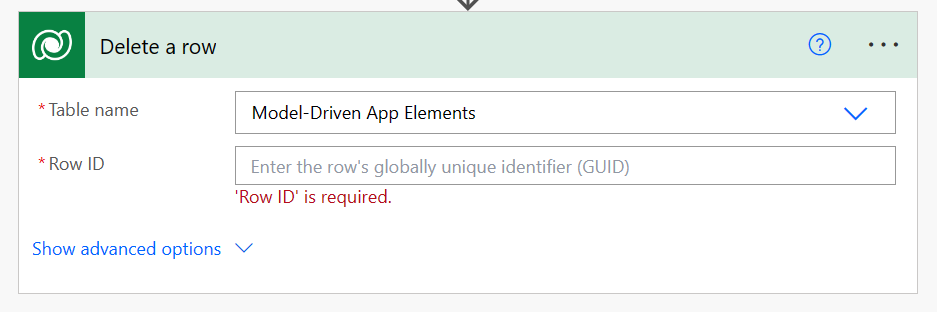 Delete a row
* Table name
Model-Driven App Elements
* Row ID
Enter the row's globally unique identifier (GUID)
'Row ID' is required.
Show advanced options